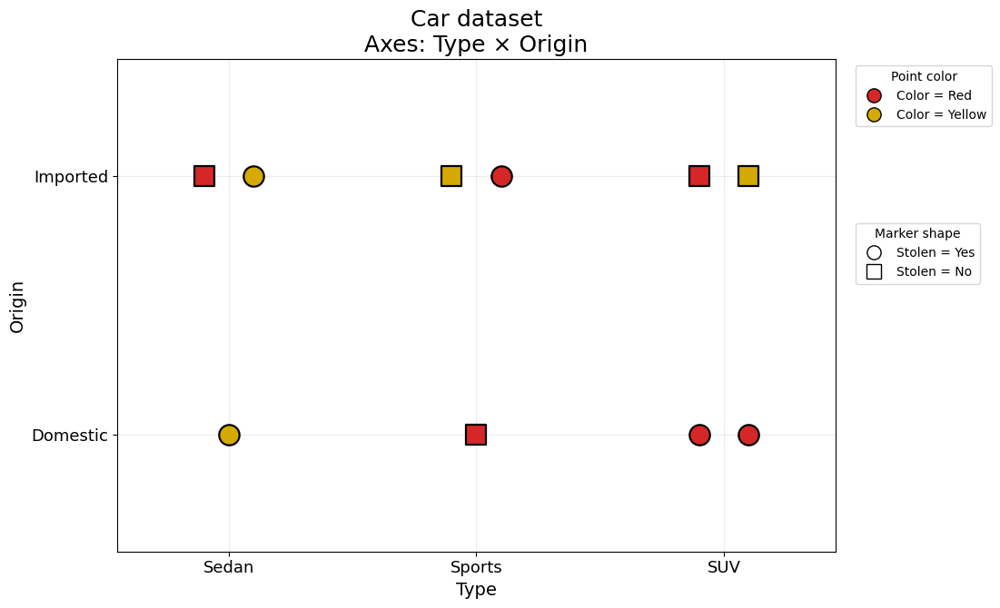 Car dataset
Axes: Type × Origin
Point color
Color = Red
Color = Yellow
Marker shape
Stolen = Yes
Stolen = No
Origin
Imported
Domestic
Sedan
Sports
SUV
Type